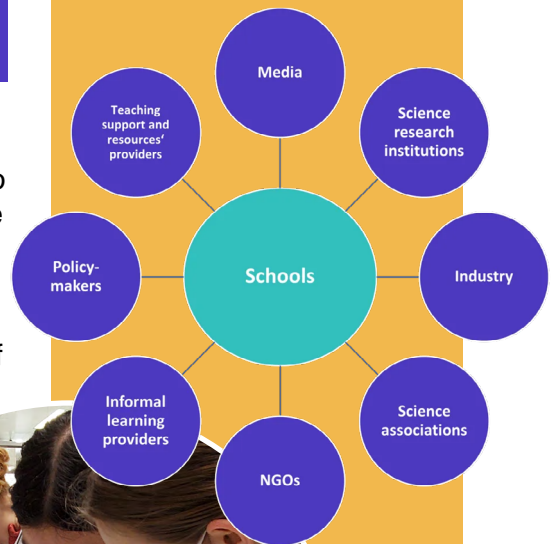 Media
Teaching
support and
resources‘
providers
Science
research
institutions
Policy-
makers
Schools
Industry
Informal
learning
providers
Science
associations
NGOs